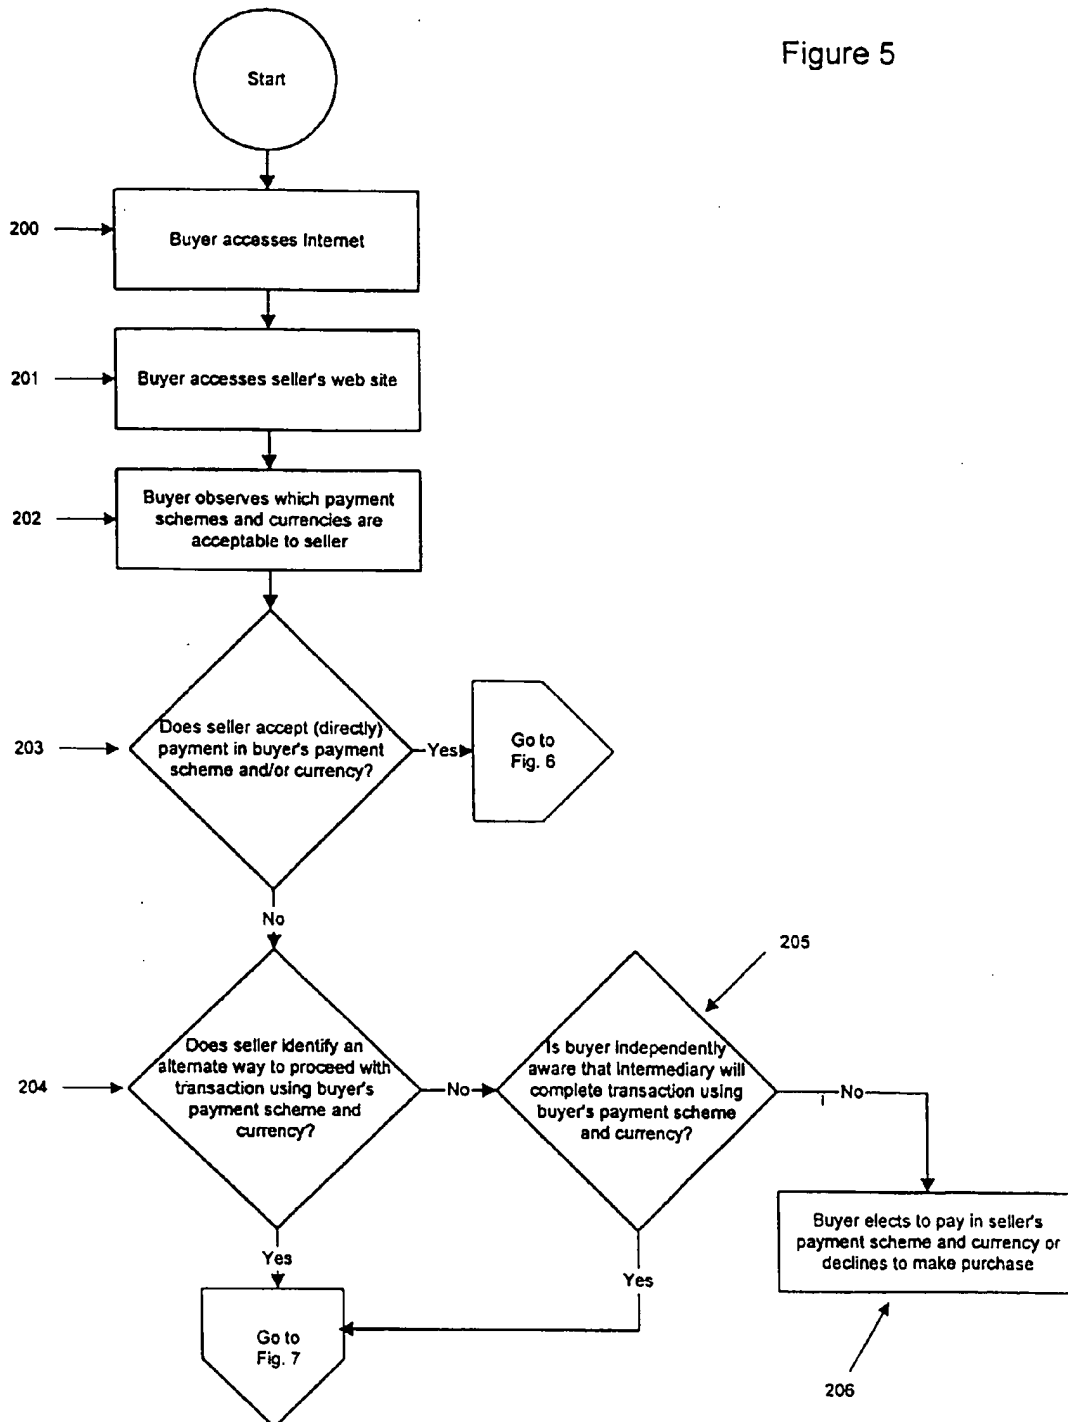 Figure 5
Start
200
Buyer accesses Internet
201
Buyer accesses seller's web site
202
Buyer observes which payment
schemes and currencies are
acceptable to seller
203
Does seller accept (directly)
payment in buyer's payment
scheme and/or currency?
Yes
Go to
Fig. 6
No
205
204
Does seller identify an
alternate way to proceed with
transaction using buyer's
payment scheme and
currency?
No
Is buyer independently
aware that intermediary will
complete transaction using
buyer's payment scheme
and currency?
No
Buyer elects to pay in seller's
payment scheme and currency or
declines to make purchase
Yes
Yes
Go to
Fig. 7
206